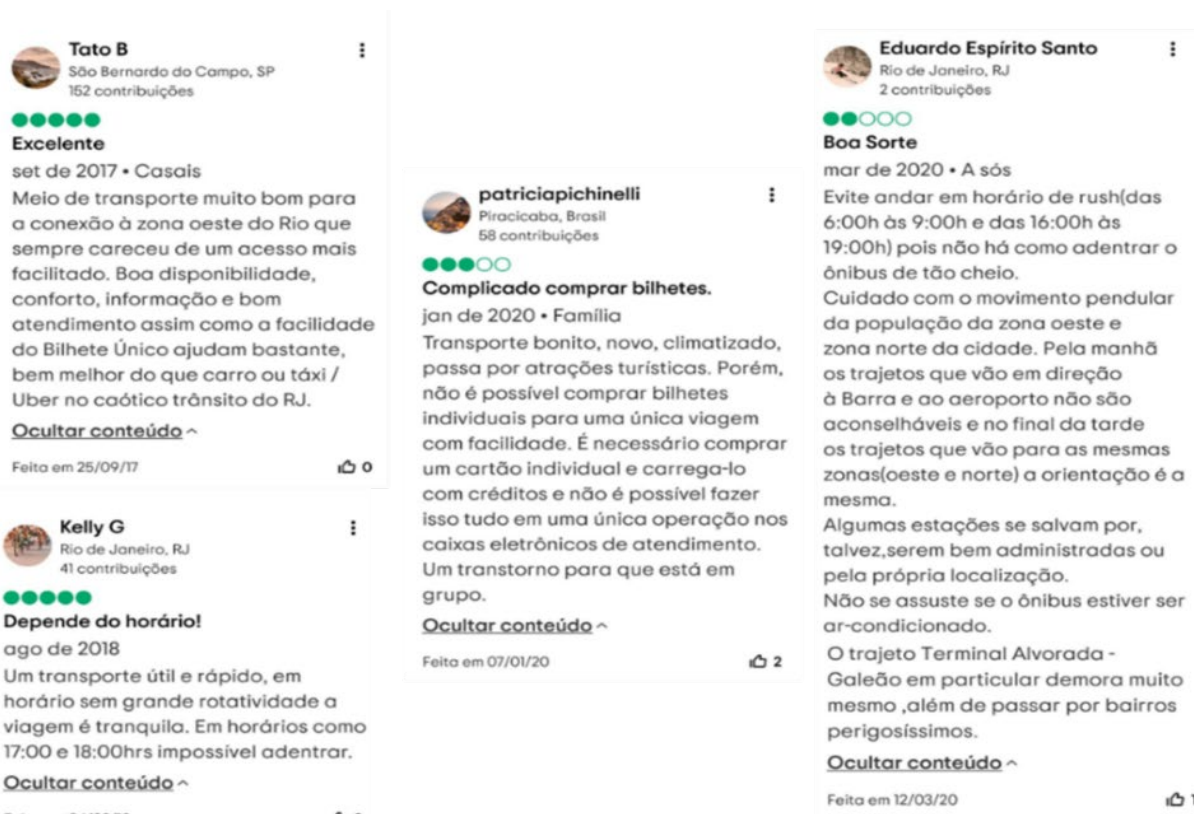 Tato B
São Bernardo do Campo, SP
152 contribuições
Excelente
set de 2017 • Casais
Meio de transporte muito bom para
a conexão à zona oeste do Rio que
sempre careceu de um acesso mais
facilitado. Boa disponibilidade,
conforto, informação e bom
atendimento assim como a facilidade
do Bilhete Único ajudam bastante,
bem melhor do que carro ou táxi /
Uber no caótico trânsito do RJ.
Ocultar conteúdo
Feita em 25/09/17
0
Kelly G
Rio de Janeiro, RJ
41 contribuições
Depende do horário!
ago de 2018
Um transporte útil e rápido, em
horário sem grande rotatividade a
viagem é tranquila. Em horários como
17:00 e 18:00hrs impossível adentrar.
Ocultar conteúdo
patriciapichinelli
Piracicaba, Brasil
58 contribuições
Complicado comprar bilhetes.
jan de 2020 • Família
Transporte bonito, novo, climatizado,
passa por atrações turísticas. Porém,
não é possível comprar bilhetes
individuais para uma única viagem
com facilidade. É necessário comprar
um cartão individual e carrega-lo
com créditos e não é possível fazer
isso tudo em uma única operação nos
caixas eletrônicos de atendimento.
Um transtorno para que está em
grupo.
Ocultar conteúdo
Feita em 07/01/20
2
Eduardo Espírito Santo
Rio de Janeiro, RJ
2 contribuições
Boa Sorte
mar de 2020 • A sós
Evite andar em horário de rush(das
6:00h às 9:00h e das 16:00h às
19:00h) pois não há como adentrar o
ônibus de tão cheio.
Cuidado com o movimento pendular
da população da zona oeste e
zona norte da cidade. Pela manhã
os trajetos que vão em direção
à Barra e ao aeroporto não são
aconselháveis e no final da tarde
os trajetos que vão para as mesmas
zonas(oeste e norte) a orientação é a
mesma.
Algumas estações se salvam por,
talvez,serem bem administradas ou
pela própria localização.
Não se assuste se o ônibus estiver ser
ar-condicionado.
O trajeto Terminal Alvorada -
Galeão em particular demora muito
mesmo ,além de passar por bairros
perigosíssimos.
Ocultar conteúdo
Feita em 12/03/20
1